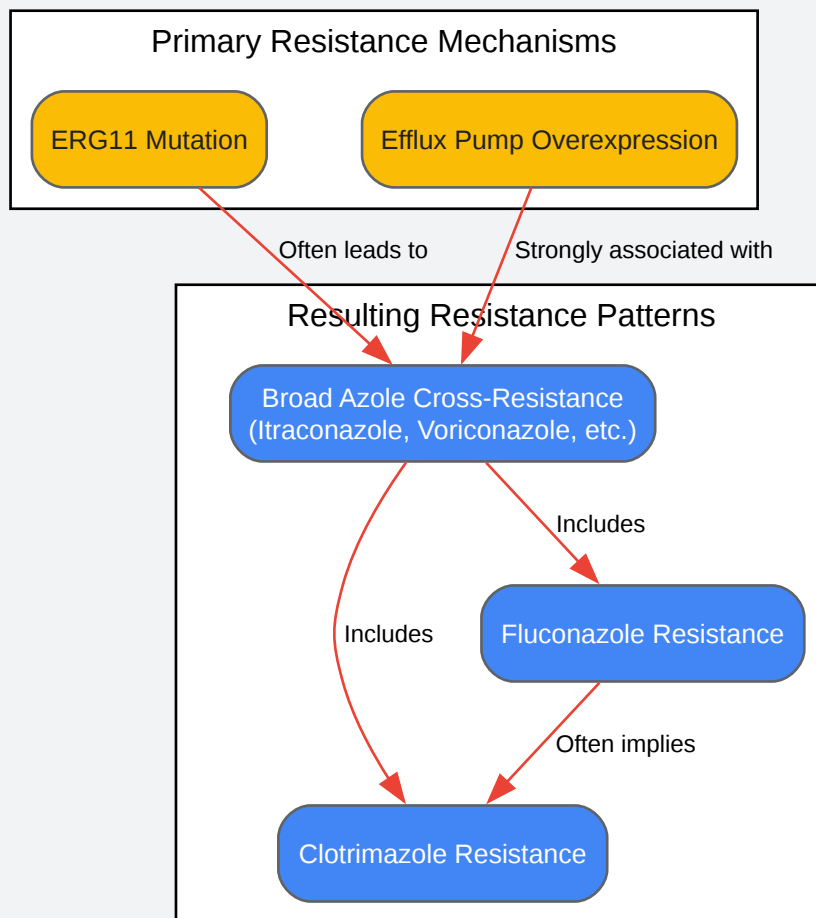 Primary Resistance Mechanisms
ERG11 Mutation
Efflux Pump Overexpression
Often leads to
Strongly associated with
Resulting Resistance Patterns
Broad Azole Cross-Resistance
(Itraconazole, Voriconazole, etc.)
Includes
Fluconazole Resistance
Includes
Often implies
Clotrimazole Resistance